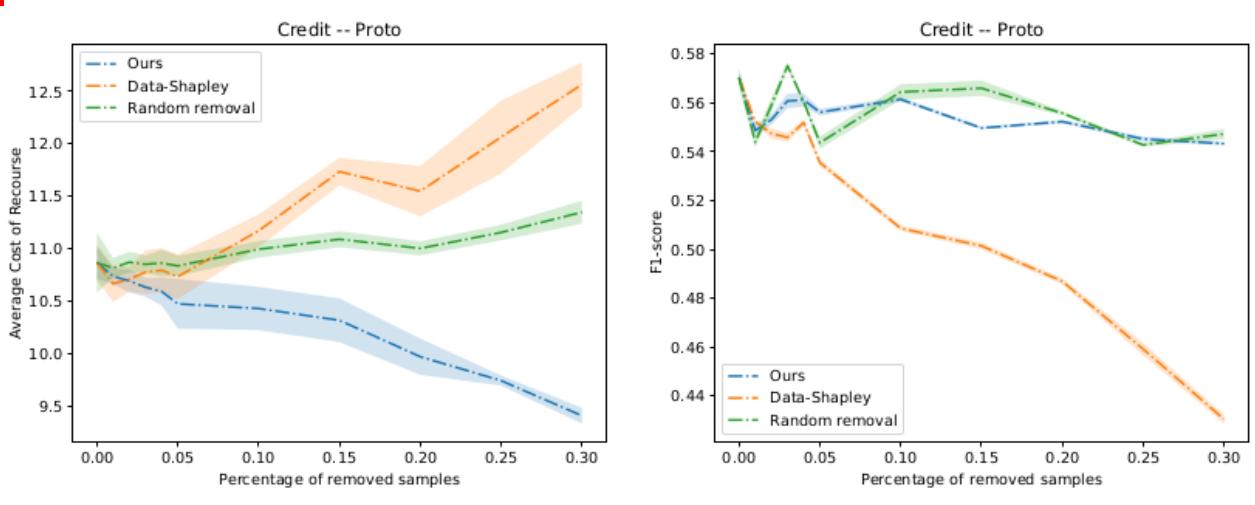 Credit -- Proto
Ours
Data-Shapley
Random removal
12.5
12.0
11.5
11.0
10.5
10.0
9.5
Average Cost of Recourse
0.00 0.05 0.10 0.15 0.20 0.25 0.30
Percentage of removed samples
Credit -- Proto
0.58
0.56
0.54
0.52
0.50
0.48
0.46
0.44
F1-score
Ours
Data-Shapley
Random removal
0.00 0.05 0.10 0.15 0.20 0.25 0.30
Percentage of removed samples